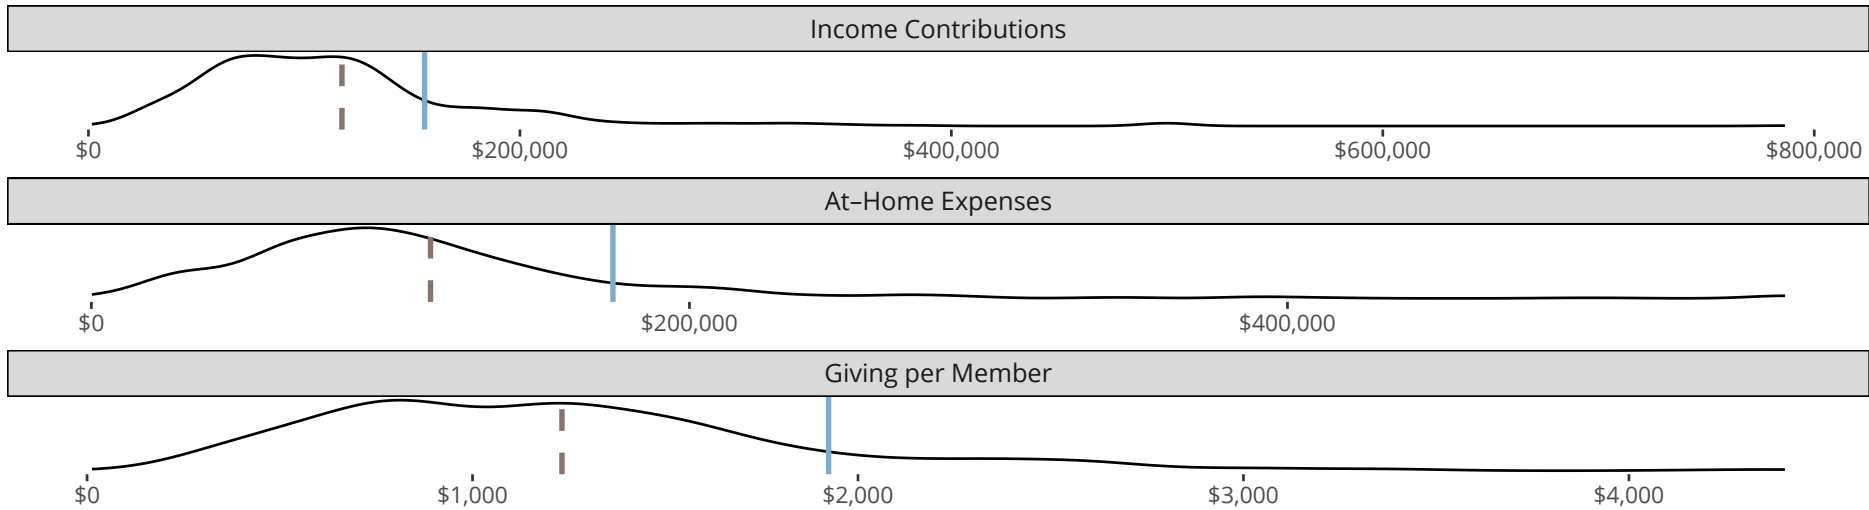 Income Contributions
$0 $200,000 $400,000 $600,000 $800,000
At–Home Expenses
$0 $200,000 $400,000
Giving per Member
$0 $1,000 $2,000 $3,000 $4,000